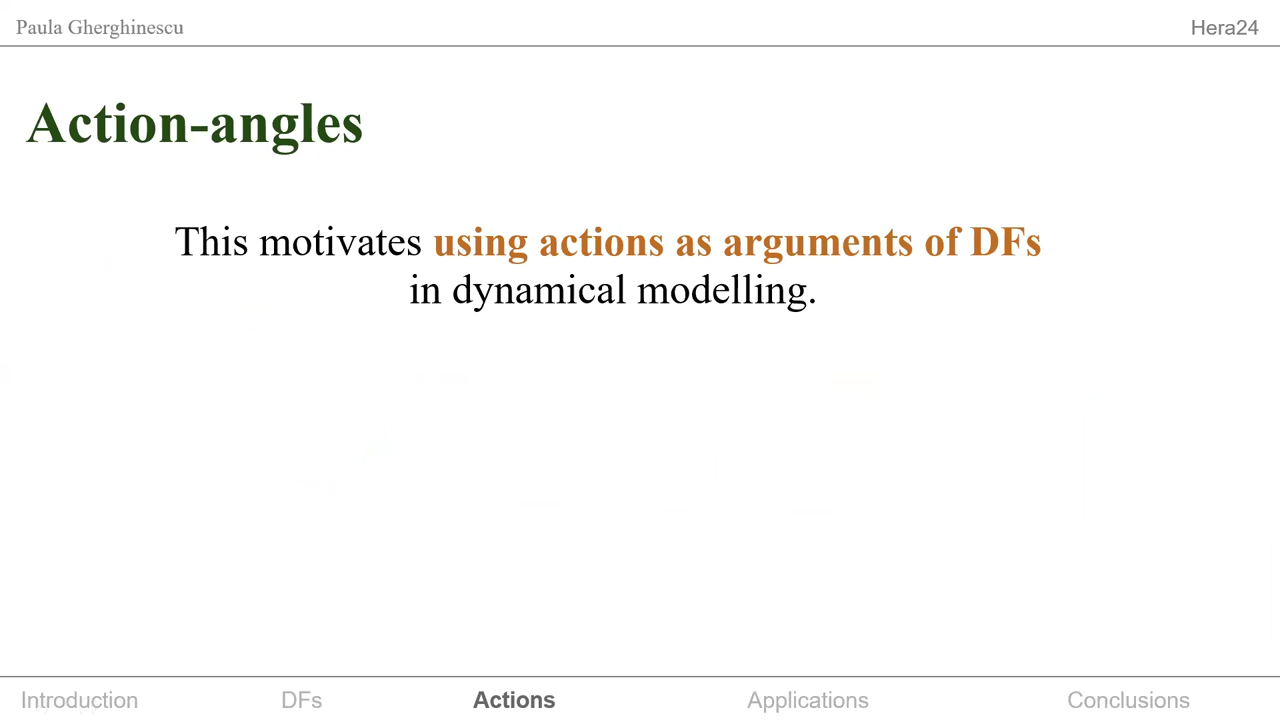 Paula Gherghinescu
Hera24
Action-angles
This motivates using actions as arguments of DFs
in dynamical modelling.
Introduction
DFs
Actions
Applications
Conclusions